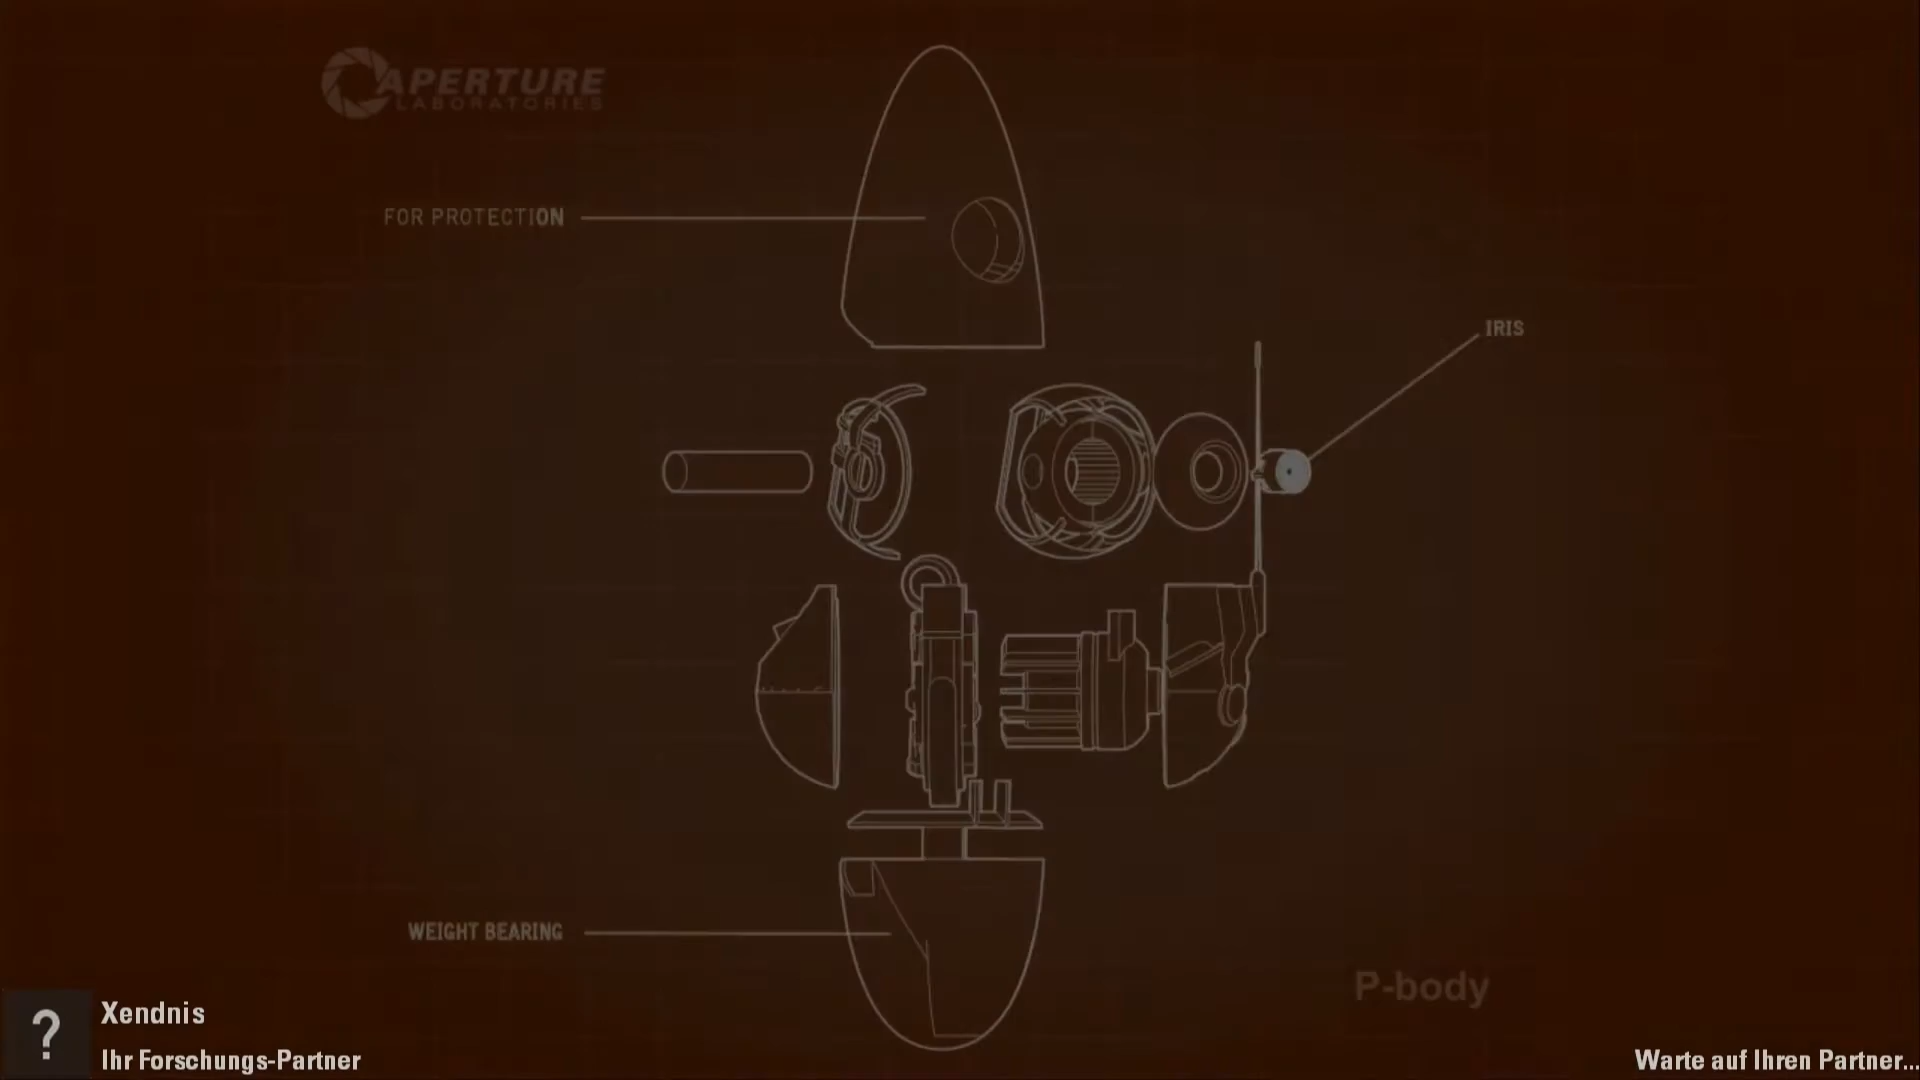 APERTURE
LABORATORIES
FOR PROTECTION
IRIS
WEIGHT BEARING
P-body
?
Xendnis
Ihr Forschungs-Partner
Warte auf Ihren Partner...